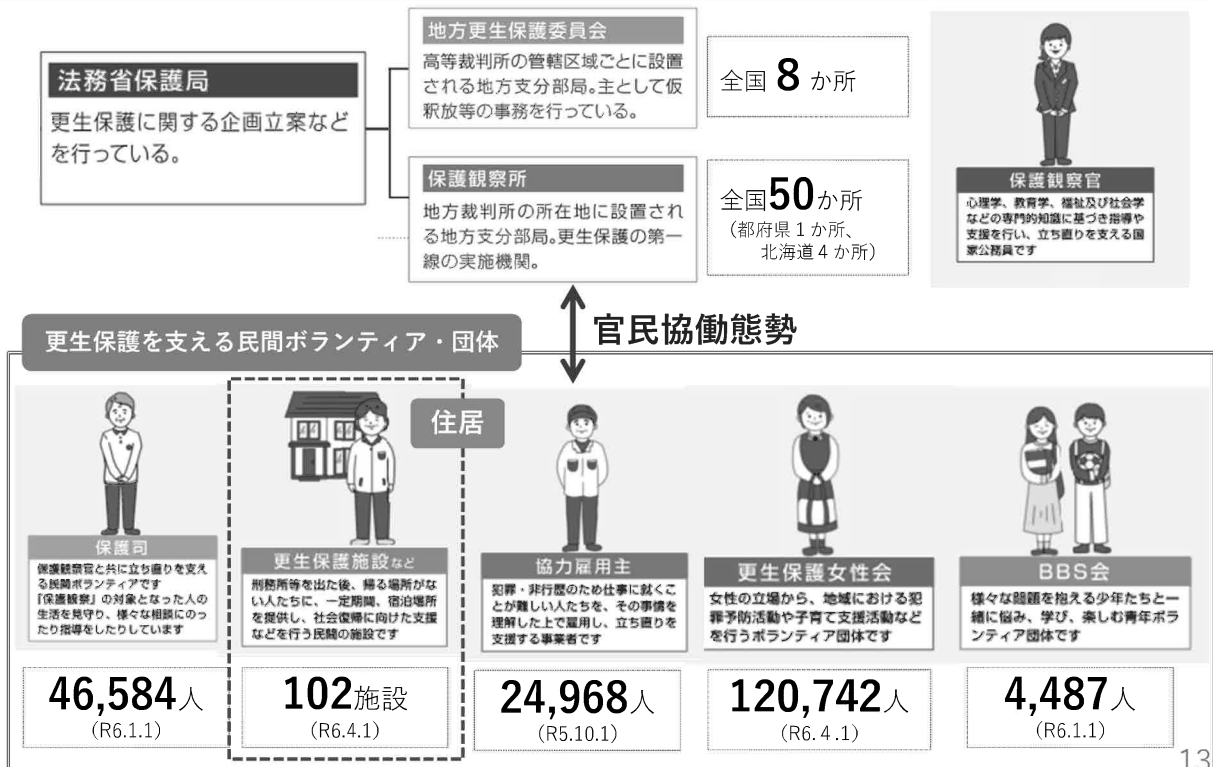 法務省保護局
更生保護に関する企画立案など
を行っている。
地方更生保護委員会
高等裁判所の管轄区域ごとに設置
される地方支分部局。主として仮
釈放等の事務を行っている。
全国 8 か所
保護観察所
地方裁判所の所在地に設置され
る地方支分部局。更生保護の第一
線の実施機関。
全国50か所
（都府県１か所、
北海道４か所）
保護観察官
心理学、教育学、福祉及び社会学
などの専門的知識に基づき指導や
支援を行い、立ち直りを支える国
家公務員です
官民協働態勢
更生保護を支える民間ボランティア・団体
住居
保護司
保護観察官と共に立ち直りを支え
る民間ボランティアです
「保護観察」の対象となった人の
生活を見守り、様々な相談にのっ
たり指導をしたりしています
46,584人
(R6.1.1)
更生保護施設など
刑務所等を出た後、帰る場所がな
い人たちに、一定期間、宿泊場所
を提供し、社会復帰に向けた支援
などを行う民間の施設です
102施設
(R6.4.1)
協力雇用主
犯罪・非行歴のため仕事に就くこ
とが難しい人たちを、その事情を
理解した上で雇用し、立ち直りを
支援する事業者です
24,968人
(R5.10.1)
更生保護女性会
女性の立場から、地域における犯
罪予防活動や子育て支援活動など
を行うボランティア団体です
120,742人
(R6.4.1)
BBS会
様々な問題を抱える少年たちと一
緒に悩み、学び、楽しむ青年ボラ
ンティア団体です
4,487人
(R6.1.1)
13